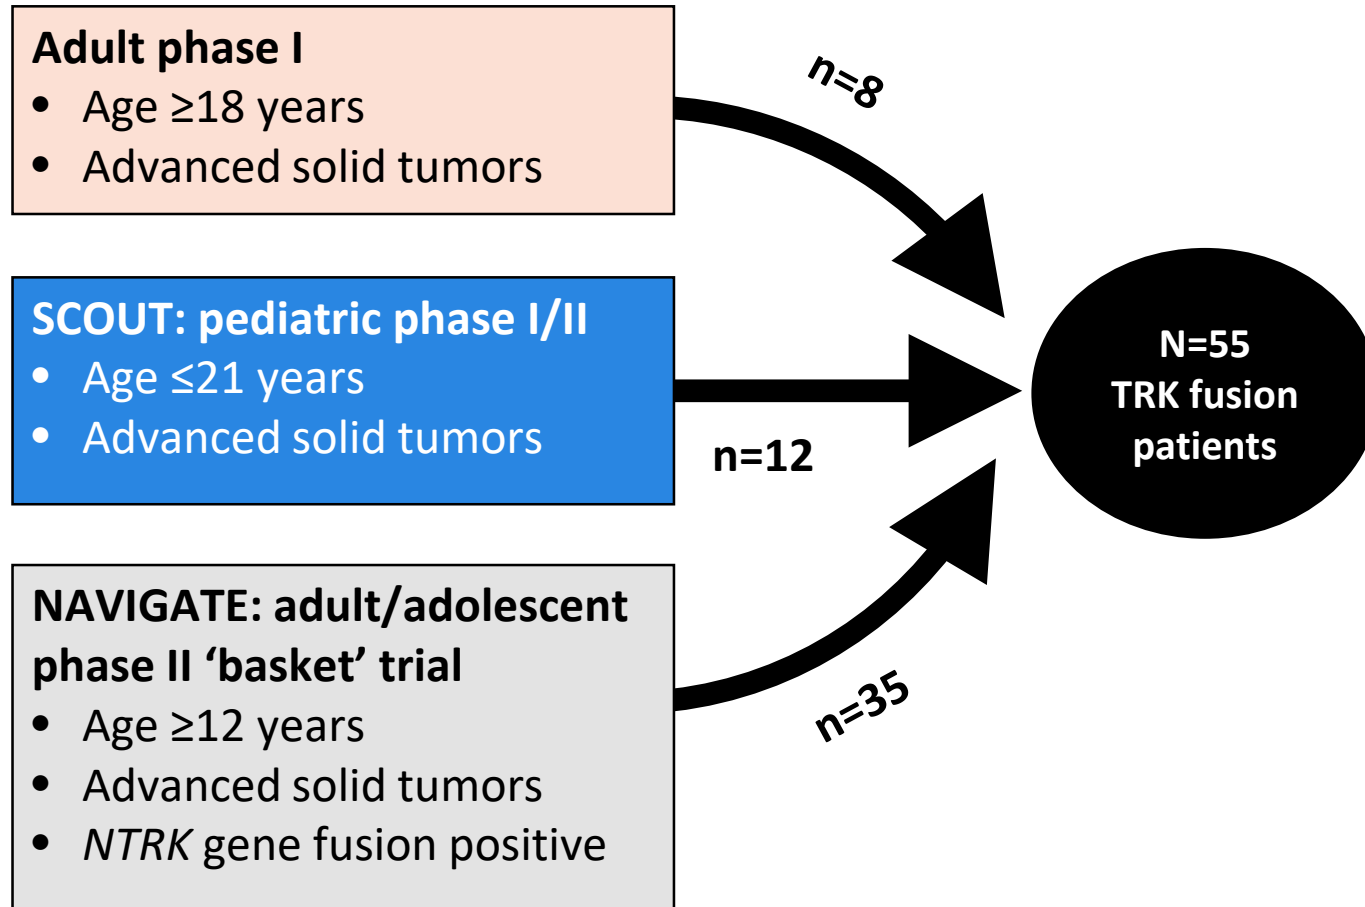 Adult phase I
• Age ≥18 years
• Advanced solid tumors
n=8
SCOUT: pediatric phase I/II
• Age ≤21 years
• Advanced solid tumors
n=12
NAVIGATE: adult/adolescent
phase II ‘basket’ trial
• Age ≥12 years
• Advanced solid tumors
• NTRK gene fusion positive
n=35
N=55
TRK fusion
patients